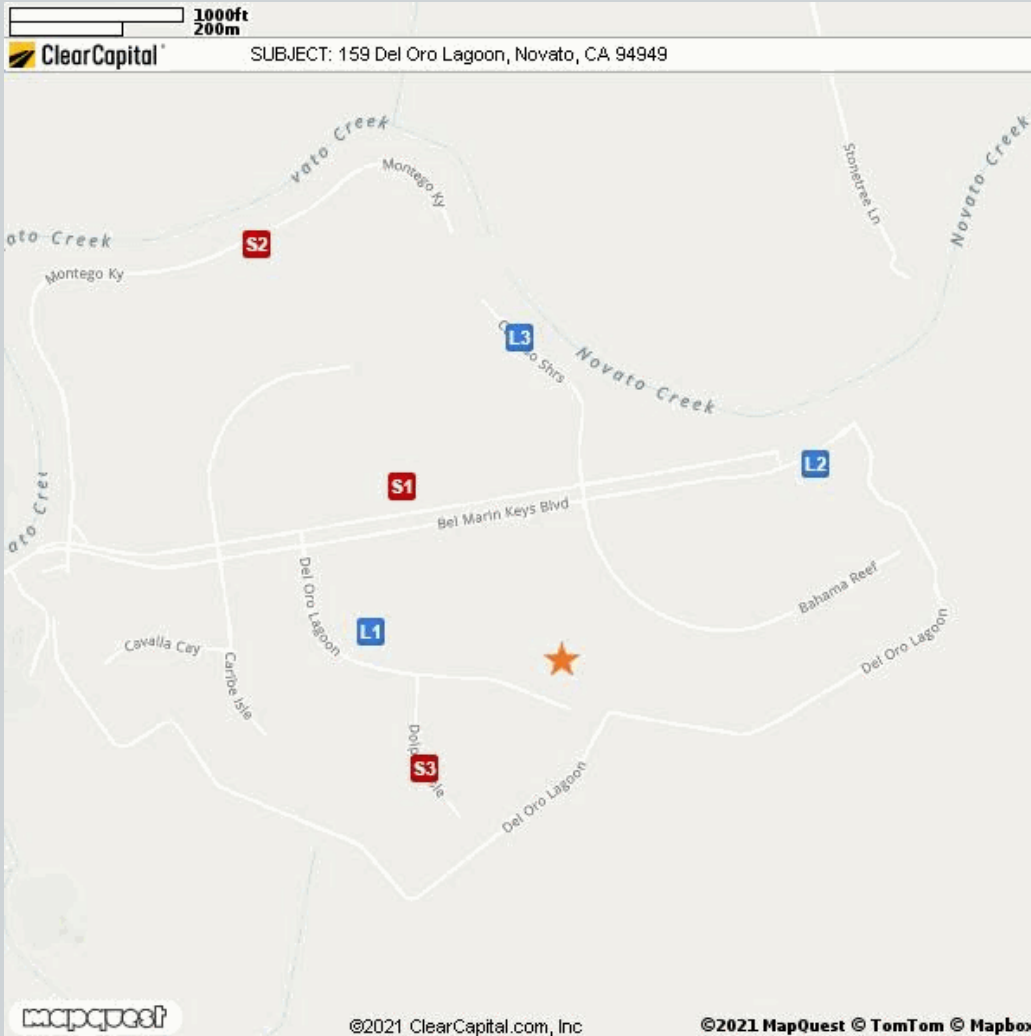 1000ft
200m
ClearCapital
SUBJECT: 159 Del Oro Lagoon, Novato, CA 94949
vato Creek
Montego Ky
Stonetree Ln
Novato Creek
ato Creek
S2
Montego Ky
L3
Shrs
Novato Creek
L2
S1
Bel Marin Keys Blvd
ato Cree
Del Oro Lagoon
L1
Bahama Reef
Cavalla Cay
Caribe Isle
Del Oro Lagoon
S3
Del Oro Lagoon
mapquest
©2021 ClearCapital.com, Inc
©2021 MapQuest © TomTom © Mapbox